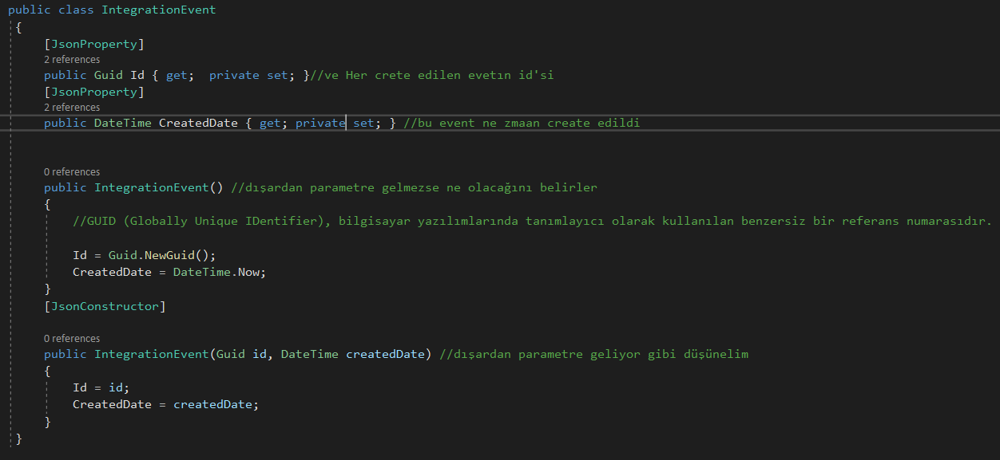 public class IntegrationEvent
{
[JsonProperty]
2 references
public Guid Id { get;  private set; }//ve Her crete edilen evetın id'si
[JsonProperty]
2 references
public DateTime CreatedDate { get; private set; } //bu event ne zmaan create edildi
0 references
public IntegrationEvent() //dışardan parametre gelmezse ne olacağını belirler
{
//GUID (Globally Unique IDentifier), bilgisayar yazılımlarında tanımlayıcı olarak kullanılan benzersiz bir referans numarasıdır.
Id = Guid.NewGuid();
CreatedDate = DateTime.Now;
}
[JsonConstructor]
0 references
public IntegrationEvent(Guid id, DateTime createdDate) //dışardan parametre geliyor gibi düşünelim
{
Id = id;
CreatedDate = createdDate;
}
}